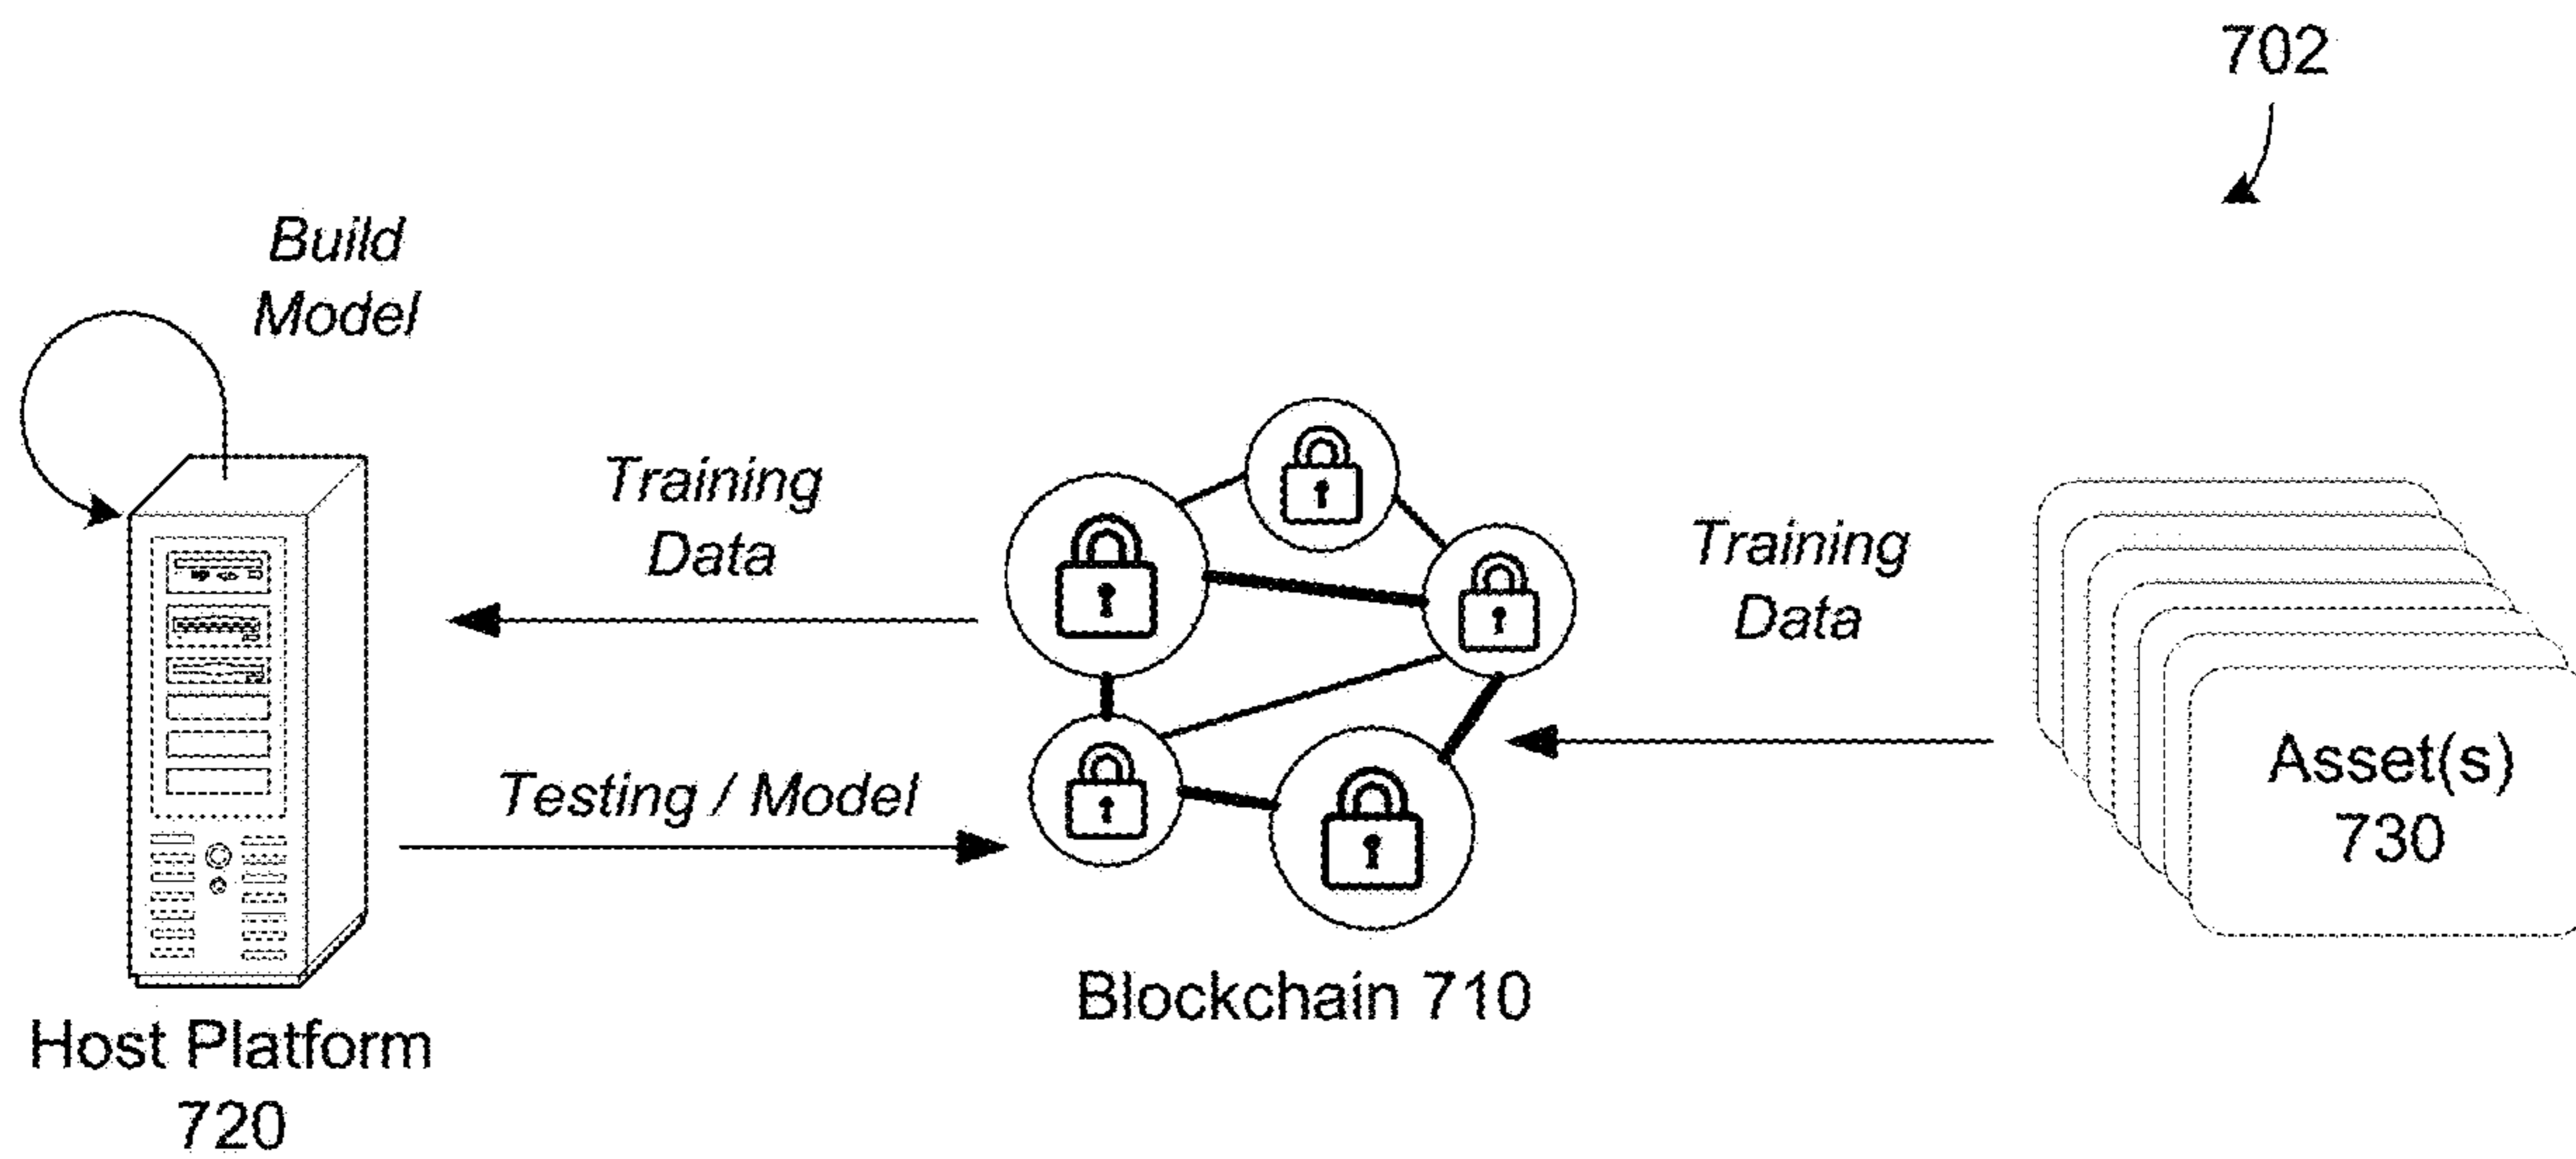 702
Build
Model
Training
Data
Training
Data
Testing / Model
Asset(s)
730
Blockchain 710
Host Platform
720